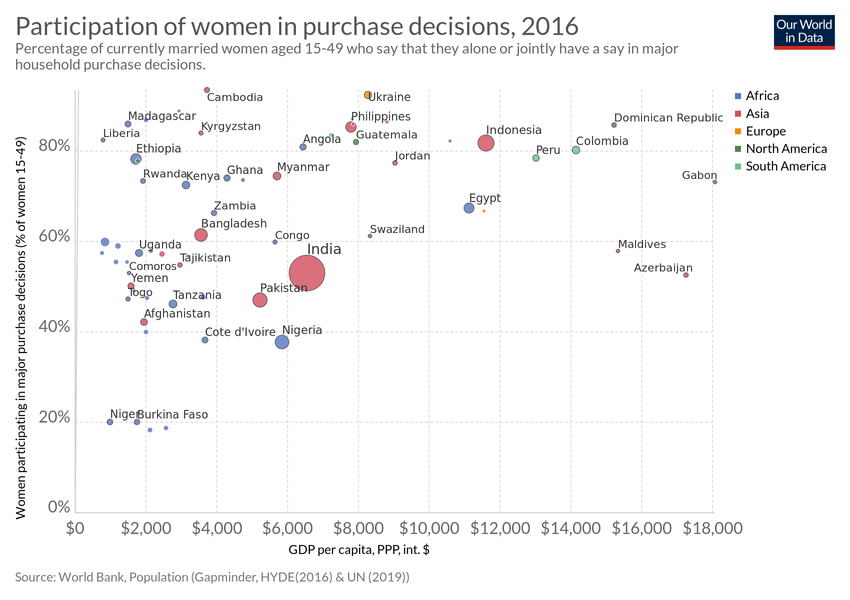 Participation of women in purchase decisions, 2016
Our World
in Data
Percentage of currently married women aged 15-49 who say that they alone or jointly have a say in major
household purchase decisions.
Cambodia
Ukraine
Africa
Asia
Europe
North America
South America
Madagascar
Philippines
Dominican Republic
Liberia
Kyrgyzstan
Angola
Guatemala
Indonesia
Colombia
80%
Ethiopia
Peru
Jordan
Rwanda
Kenya
Ghana
Myanmar
Gabon
Zambia
Egypt
Bangladesh
Swaziland
60%
Uganda
Congo
India
Maldives
Tajikistan
Comoros
Azerbaijan
Yemen
Pakistan
Togo
Tanzania
Afghanistan
40%
Cote d'Ivoire
Nigeria
20%
Niger
Burkina Faso
0%
Women participating in major purchase decisions (% of women 15-49)
$0
$2,000
$4,000
$6,000
$8,000
$10,000
$12,000
$14,000
$16,000
$18,000
GDP per capita, PPP, int. $
Source: World Bank, Population (Gapminder, HYDE(2016) & UN (2019))